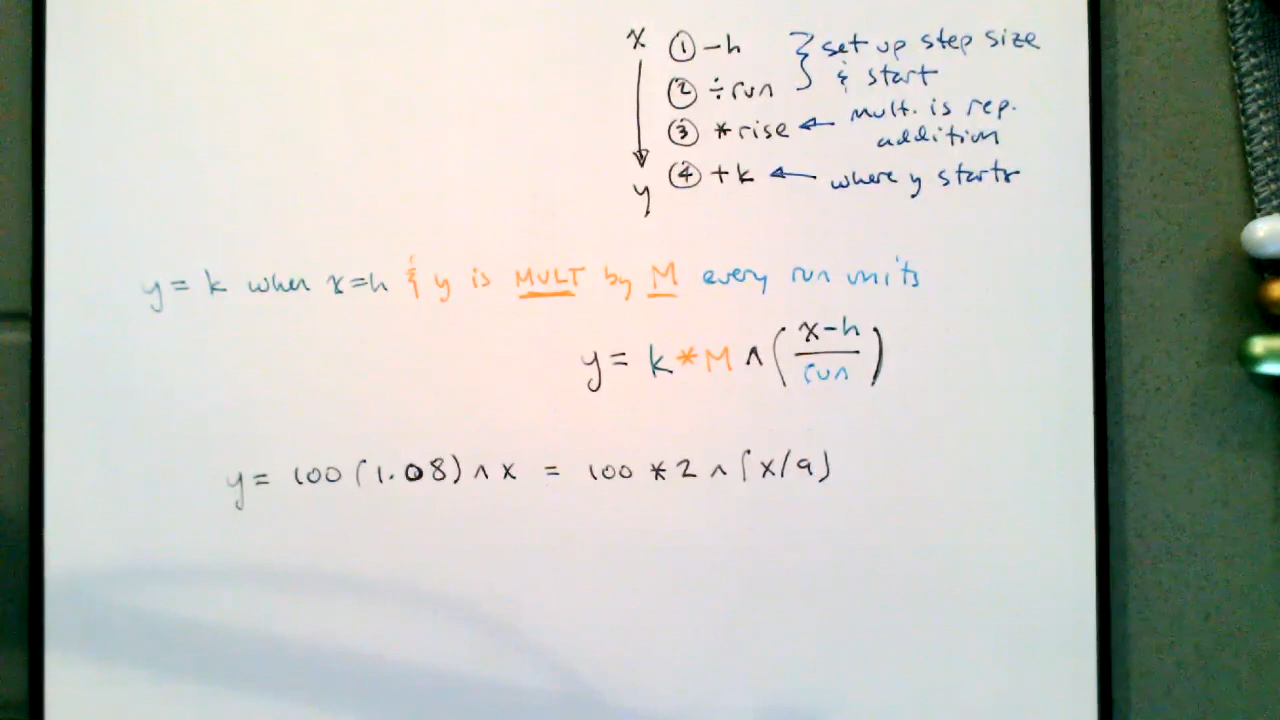 x ① -h } set up step size
& start
② ÷run
③ *rise ← mult. is rep.
addition
④ +k ← where y starts
y
y = k when x=h & y is MULT by M every run units
y = k * M ^ (x-h / run)
y = 100 (1.08) ^ x = 100 * 2 ^ (x/9)